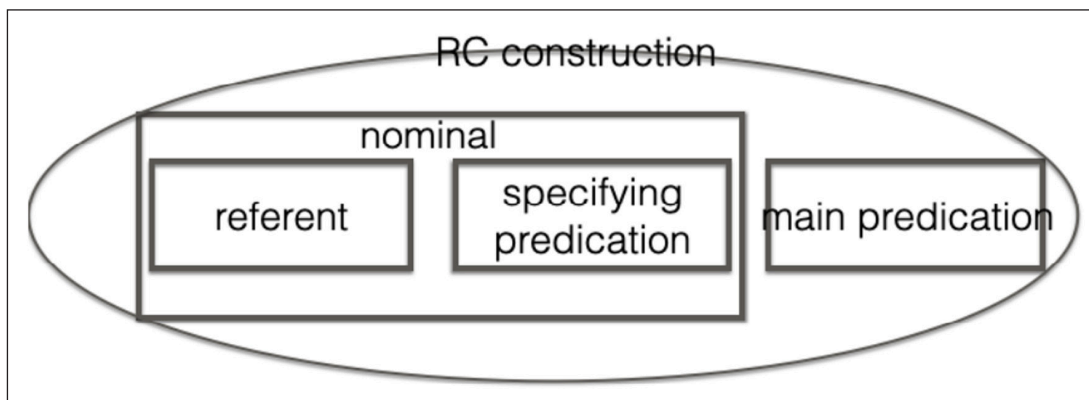 RC construction
nominal
referent
specifying
predication
main predication